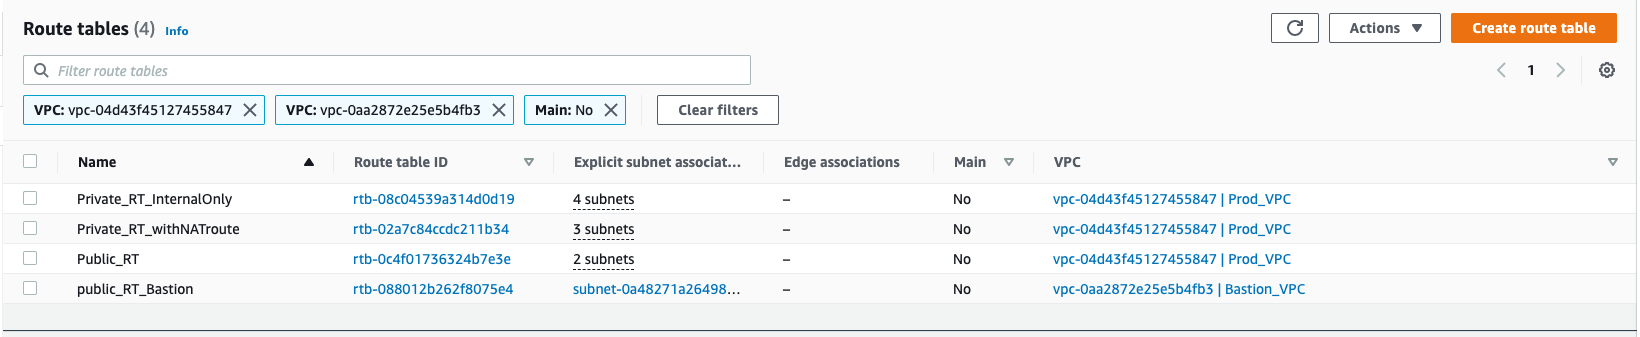 Route tables (4) Info
Actions ▼
Create route table
Filter route tables
1
VPC: vpc-04d43f45127455847
VPC: vpc-0aa2872e25e5b4fb3
Main: No
Clear filters
Name Route table ID Explicit subnet associat... Edge associations Main VPC
Private_RT_InternalOnly rtb-08c04539a314d0d19 4 subnets – No vpc-04d43f45127455847 | Prod_VPC
Private_RT_withNATroute rtb-02a7c84ccdc211b34 3 subnets – No vpc-04d43f45127455847 | Prod_VPC
Public_RT rtb-0c4f01736324b7e3e 2 subnets – No vpc-04d43f45127455847 | Prod_VPC
public_RT_Bastion rtb-088012b262f8075e4 subnet-0a48271a26498... – No vpc-0aa2872e25e5b4fb3 | Bastion_VPC